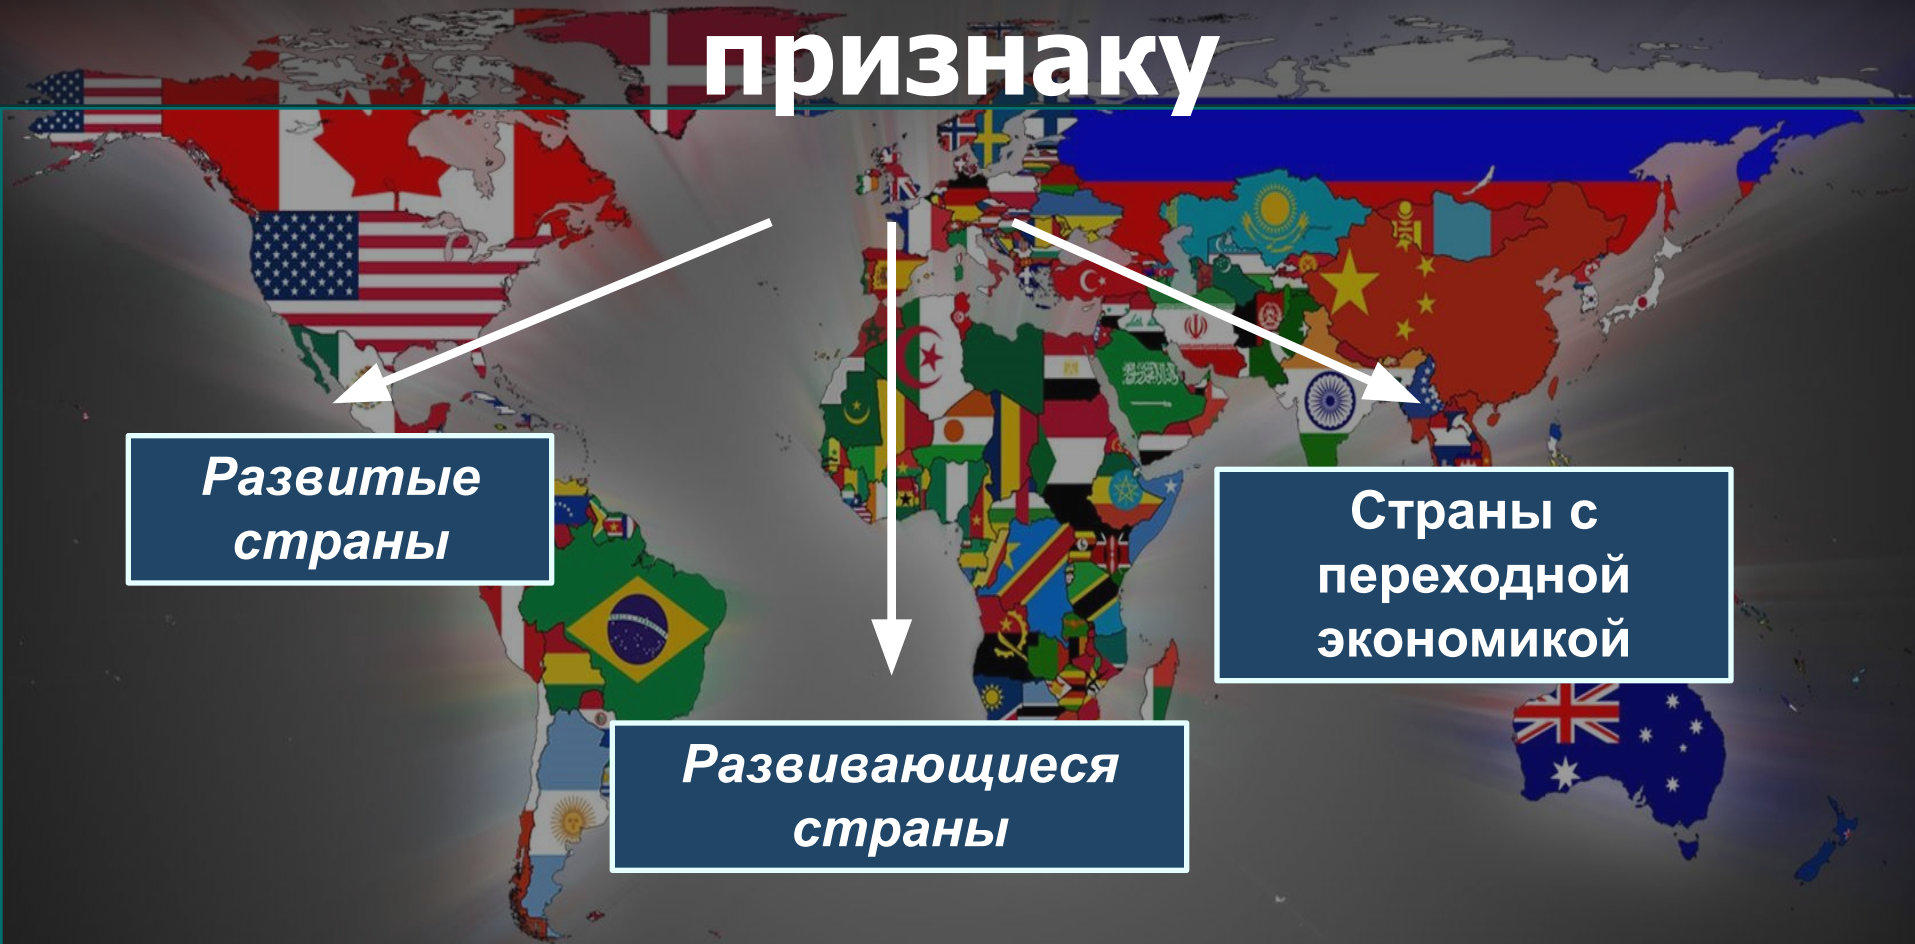 признаку
Развитые
страны
Страны с
переходной
экономикой
Развивающиеся
страны